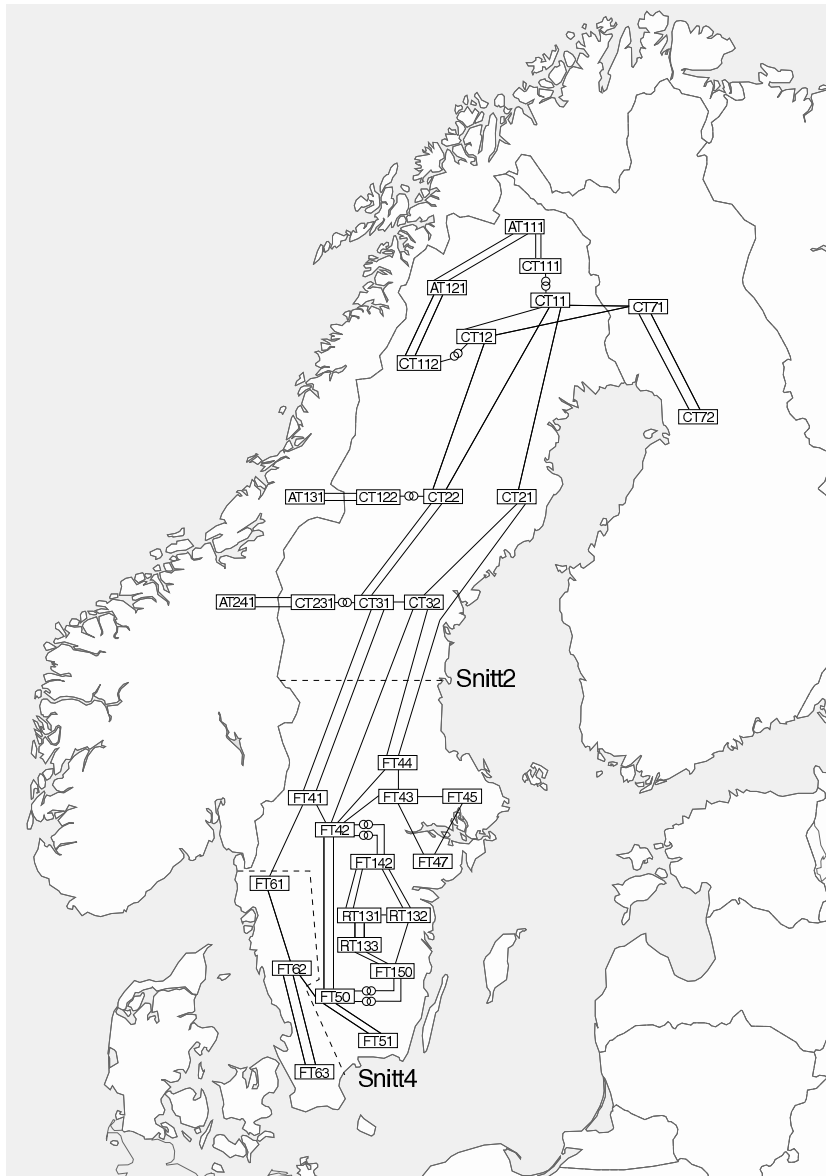 AT111
CT111
AT121
CT11
CT71
CT12
CT112
CT72
AT131
CT122
CT22
CT21
AT241
CT231
CT31
CT32
Snitt2
FT44
FT41
FT43
FT45
FT42
FT142
FT47
FT61
RT131
RT132
RT133
FT62
FT150
FT50
FT51
FT63
Snitt4